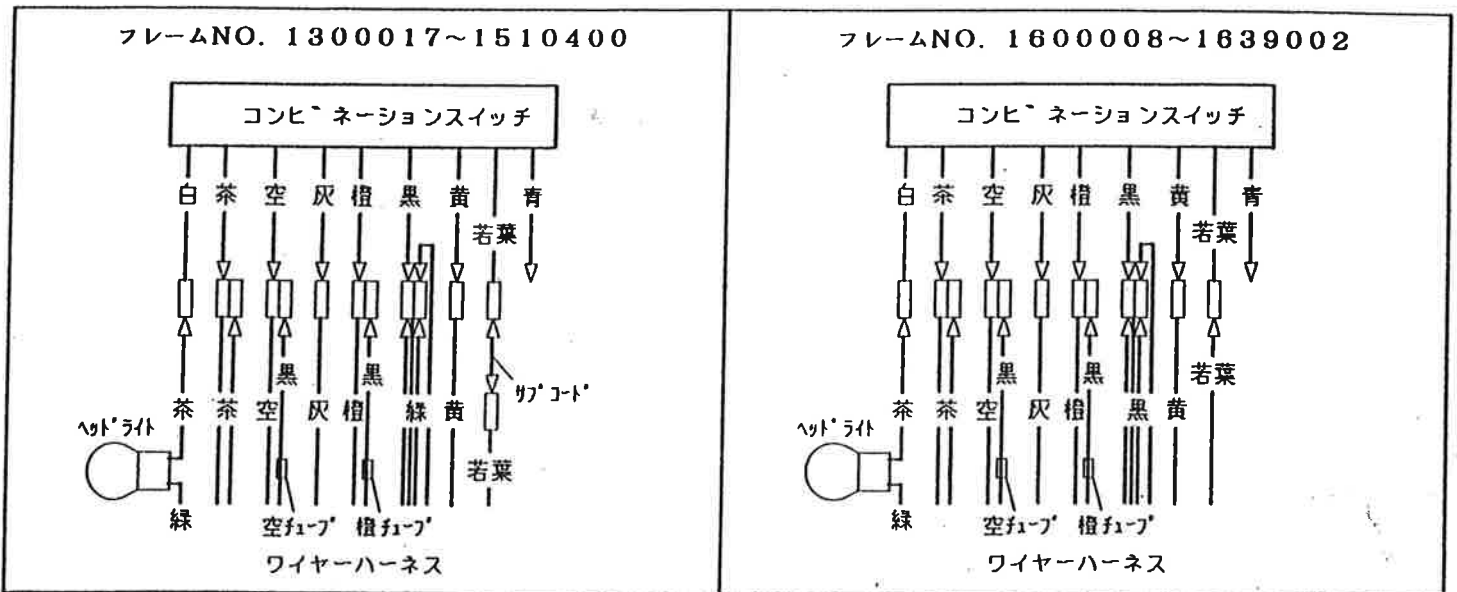 フレームNO. 1300017~1510400
コンビネーションスイッチ
白 茶 空 灰 橙 黒 黄 青
若葉
黒 黒
サブコード
茶 茶 空 灰 橙 緑 黄
ヘッドライト
若葉
緑
空チューブ 橙チューブ
ワイヤーハーネス
フレームNO. 1600008~1639002
コンビネーションスイッチ
白 茶 空 灰 橙 黒 黄 青
若葉
黒 黒 若葉
茶 茶 空 灰 橙 黒 黄
ヘッドライト
緑
空チューブ 橙チューブ
ワイヤーハーネス